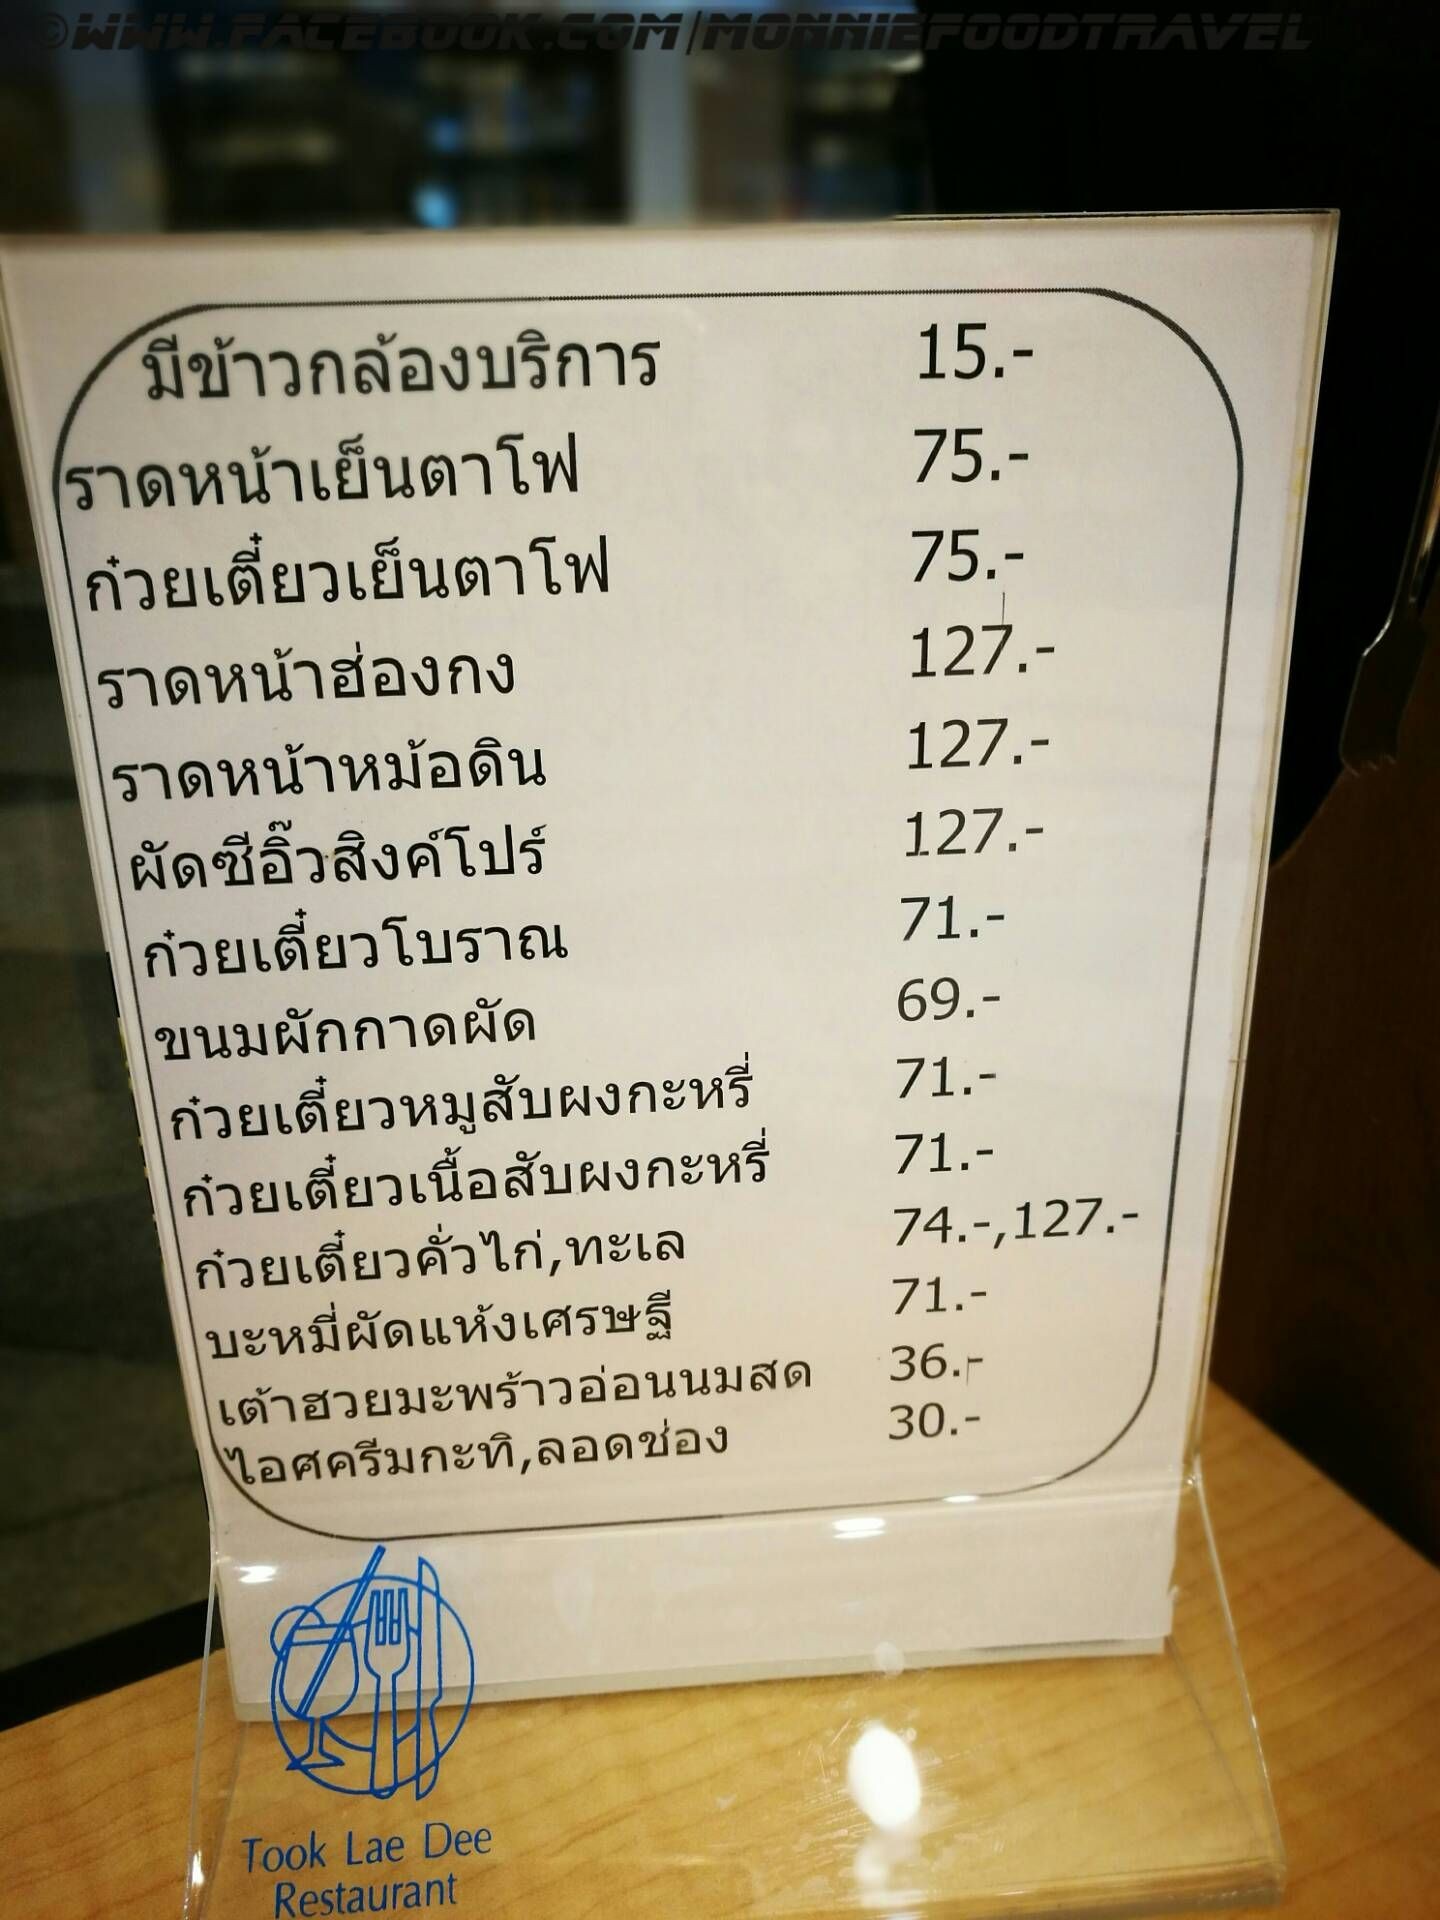 ©WWW.FACEBOOK.COM/MONNIEFOODTRAVEL
มีข้าวกล้องบริการ 15.-
ราดหน้าเย็นตาโฟ 75.-
ก๋วยเตี๋ยวเย็นตาโฟ 75.-
ราดหน้าฮ่องกง 127.-
ราดหน้าหม้อดิน 127.-
ผัดซีอิ๊วสิงค์โปร์ 127.-
ก๋วยเตี๋ยวโบราณ 71.-
ขนมผักกาดผัด 69.-
ก๋วยเตี๋ยวหมูสับผงกะหรี่ 71.-
ก๋วยเตี๋ยวเนื้อสับผงกะหรี่ 71.-
ก๋วยเตี๋ยวคั่วไก่,ทะเล 74.-,127.-
บะหมี่ผัดแห้งเศรษฐี 71.-
เต้าฮวยมะพร้าวอ่อนนมสด 36.-
ไอศครีมกะทิ,ลอดช่อง 30.-
Took Lae Dee
Restaurant